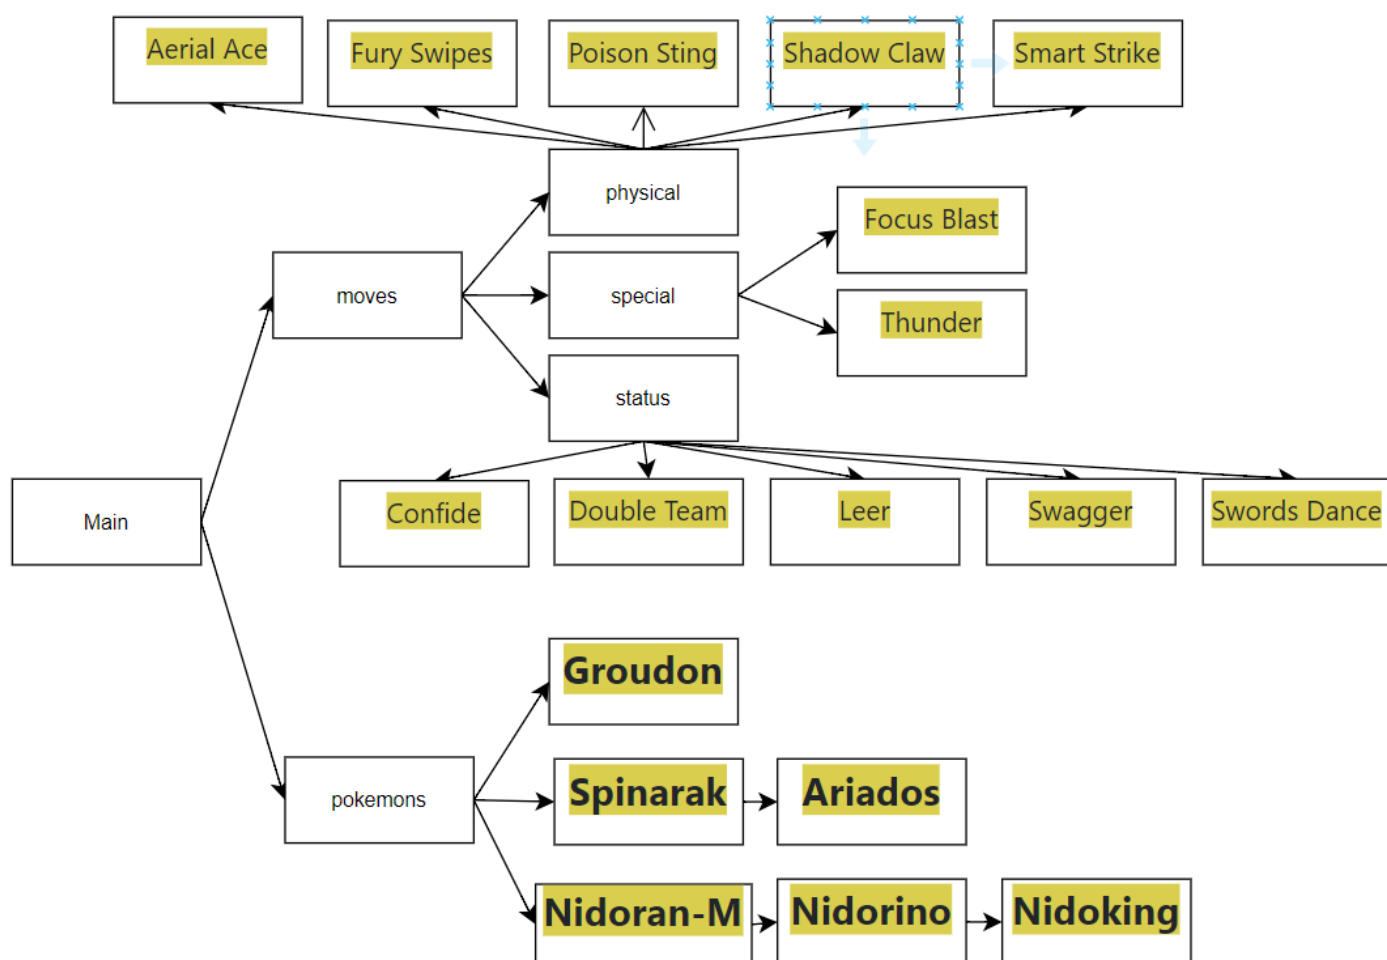 Aerial Ace
Fury Swipes
Poison Sting
Shadow Claw
Smart Strike
physical
Focus Blast
moves
special
Thunder
status
Main
Confide
Double Team
Leer
Swagger
Swords Dance
Groudon
pokemons
Spinarak
Ariados
Nidoran-M
Nidorino
Nidoking